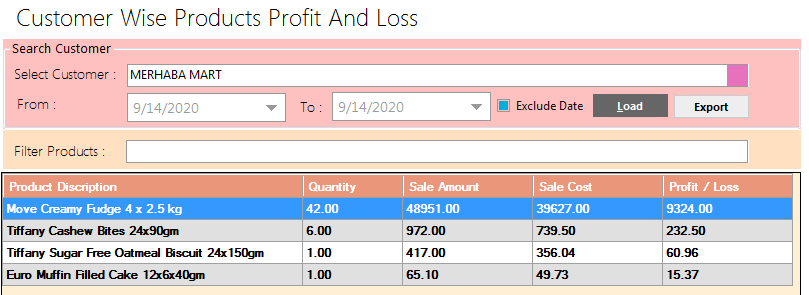 Customer Wise Products Profit And Loss
Search Customer
Select Customer : MERHABA MART
From : 9/14/2020 To : 9/14/2020 Exclude Date Load Export
Filter Products :
Product Discription Quantity Sale Amount Sale Cost Profit / Loss
Move Creamy Fudge 4 x 2.5 kg 42.00 48951.00 39627.00 9324.00
Tiffany Cashew Bites 24x90gm 6.00 972.00 739.50 232.50
Tiffany Sugar Free Oatmeal Biscuit 24x150gm 1.00 417.00 356.04 60.96
Euro Muffin Filled Cake 12x6x40gm 1.00 65.10 49.73 15.37